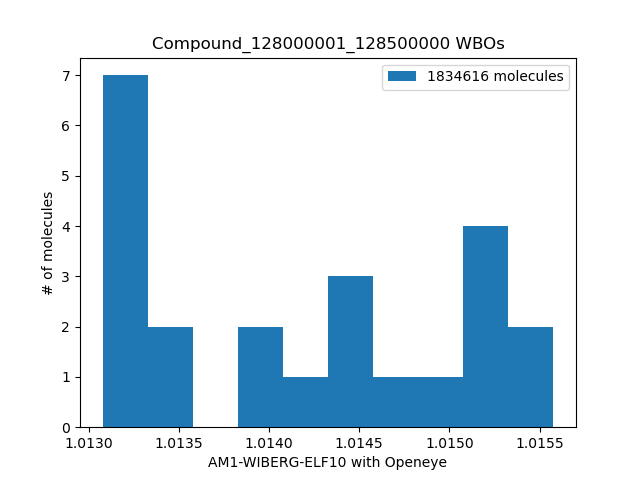 Compound_128000001_128500000 WBOs
1834616 molecules
7
6
5
4
3
2
1
0
# of molecules
1.0130 1.0135 1.0140 1.0145 1.0150 1.0155
AM1-WIBERG-ELF10 with Openeye